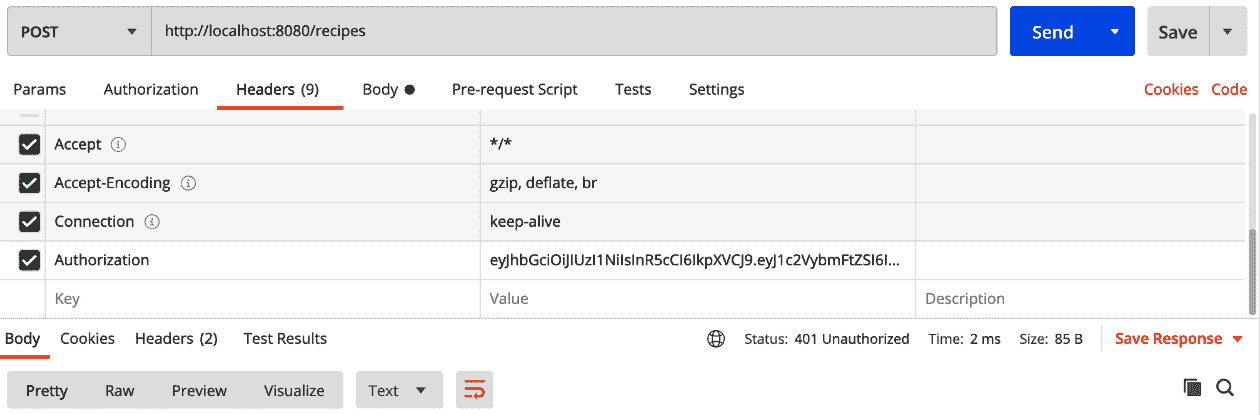 POST http://localhost:8080/recipes Send Save
Params Authorization Headers (9) Body Pre-request Script Tests Settings Cookies Code
Accept */*
Accept-Encoding gzip, deflate, br
Connection keep-alive
Authorization eyJhbGciOiJIUzI1NiIsInR5cCI6IkpXVCJ9.eyJ1c2VybmFtZSI6I...
Key Value Description
Body Cookies Headers (2) Test Results Status: 401 Unauthorized Time: 2 ms Size: 85 B Save Response
Pretty Raw Preview Visualize Text